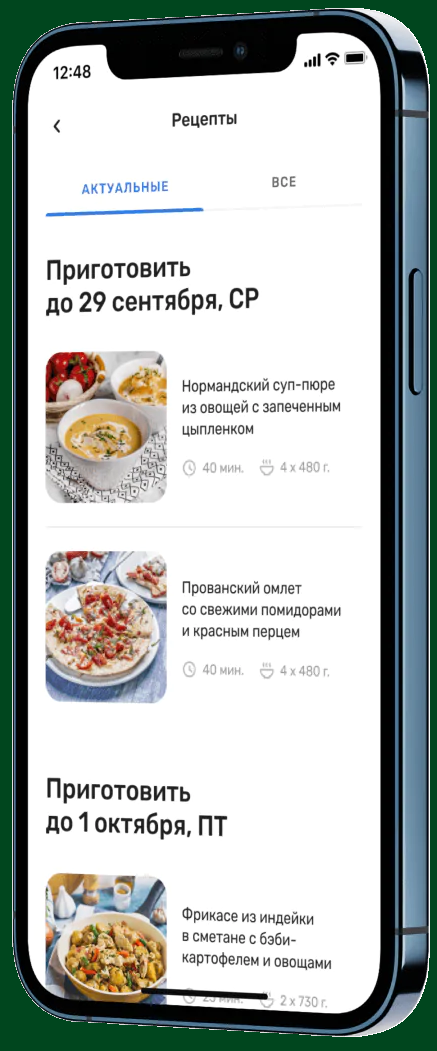 12:48
Рецепты
АКТУАЛЬНЫЕ
ВСЕ
Приготовить
до 29 сентября, СР
Нормандский суп-пюре
из овощей с запеченным
цыпленком
40 мин.
4 x 480 г.
Прованский омлет
со свежими помидорами
и красным перцем
40 мин.
4 x 480 г.
Приготовить
до 1 октября, ПТ
Фрикасе из индейки
в сметане с бэби-
картофелем и овощами
25 мин.
2 x 730 г.